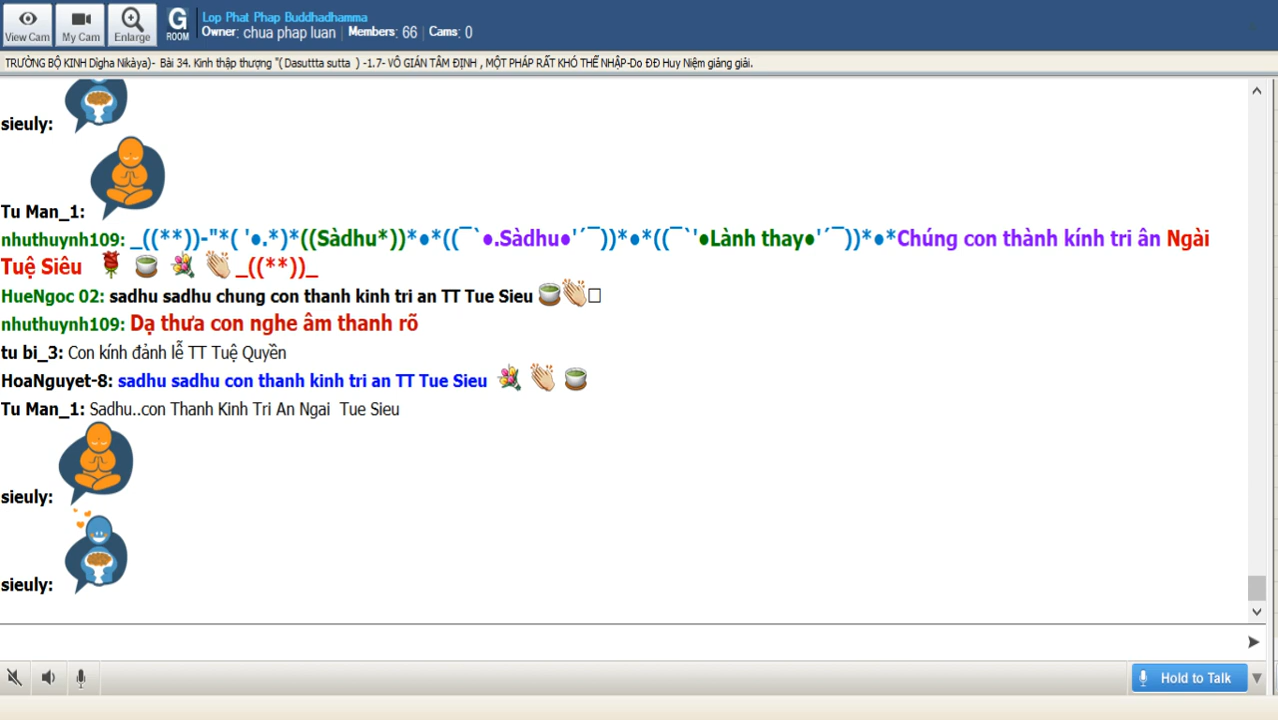 View Cam
My Cam
Enlarge
G
ROOM
Lop Phat Phap Buddhadhamma
Owner: chua phap luan | Members: 66 | Cams: 0
TRƯỜNG BỘ KINH Dìgha Nikàya)- Bài 34. Kinh thập thượng "( Dasuttta sutta ) -1.7- VÔ GIÁN TÂM ĐỊNH , MỘT PHÁP RẤT KHÓ THỂ NHẬP-Do ĐĐ Huy Niệm giảng giải.
sieuly:
Tu Man_1:
nhuthuynh109: _((**))-"*( '●.*)*((Sàdhu*))*●*((¯`●.Sàdhu●'´¯))*●*((¯`'●Lành thay●'´¯))*●*Chúng con thành kính tri ân Ngài
Tuệ Siêu _((**))_
HueNgoc 02: sadhu sadhu chung con thanh kinh tri an TT Tue Sieu
nhuthuynh109: Dạ thưa con nghe âm thanh rõ
tu bi_3: Con kính đảnh lễ TT Tuệ Quyền
HoaNguyet-8: sadhu sadhu con thanh kinh tri an TT Tue Sieu
Tu Man_1: Sadhu..con Thanh Kinh Tri An Ngai  Tue Sieu
sieuly:
sieuly:
Hold to Talk